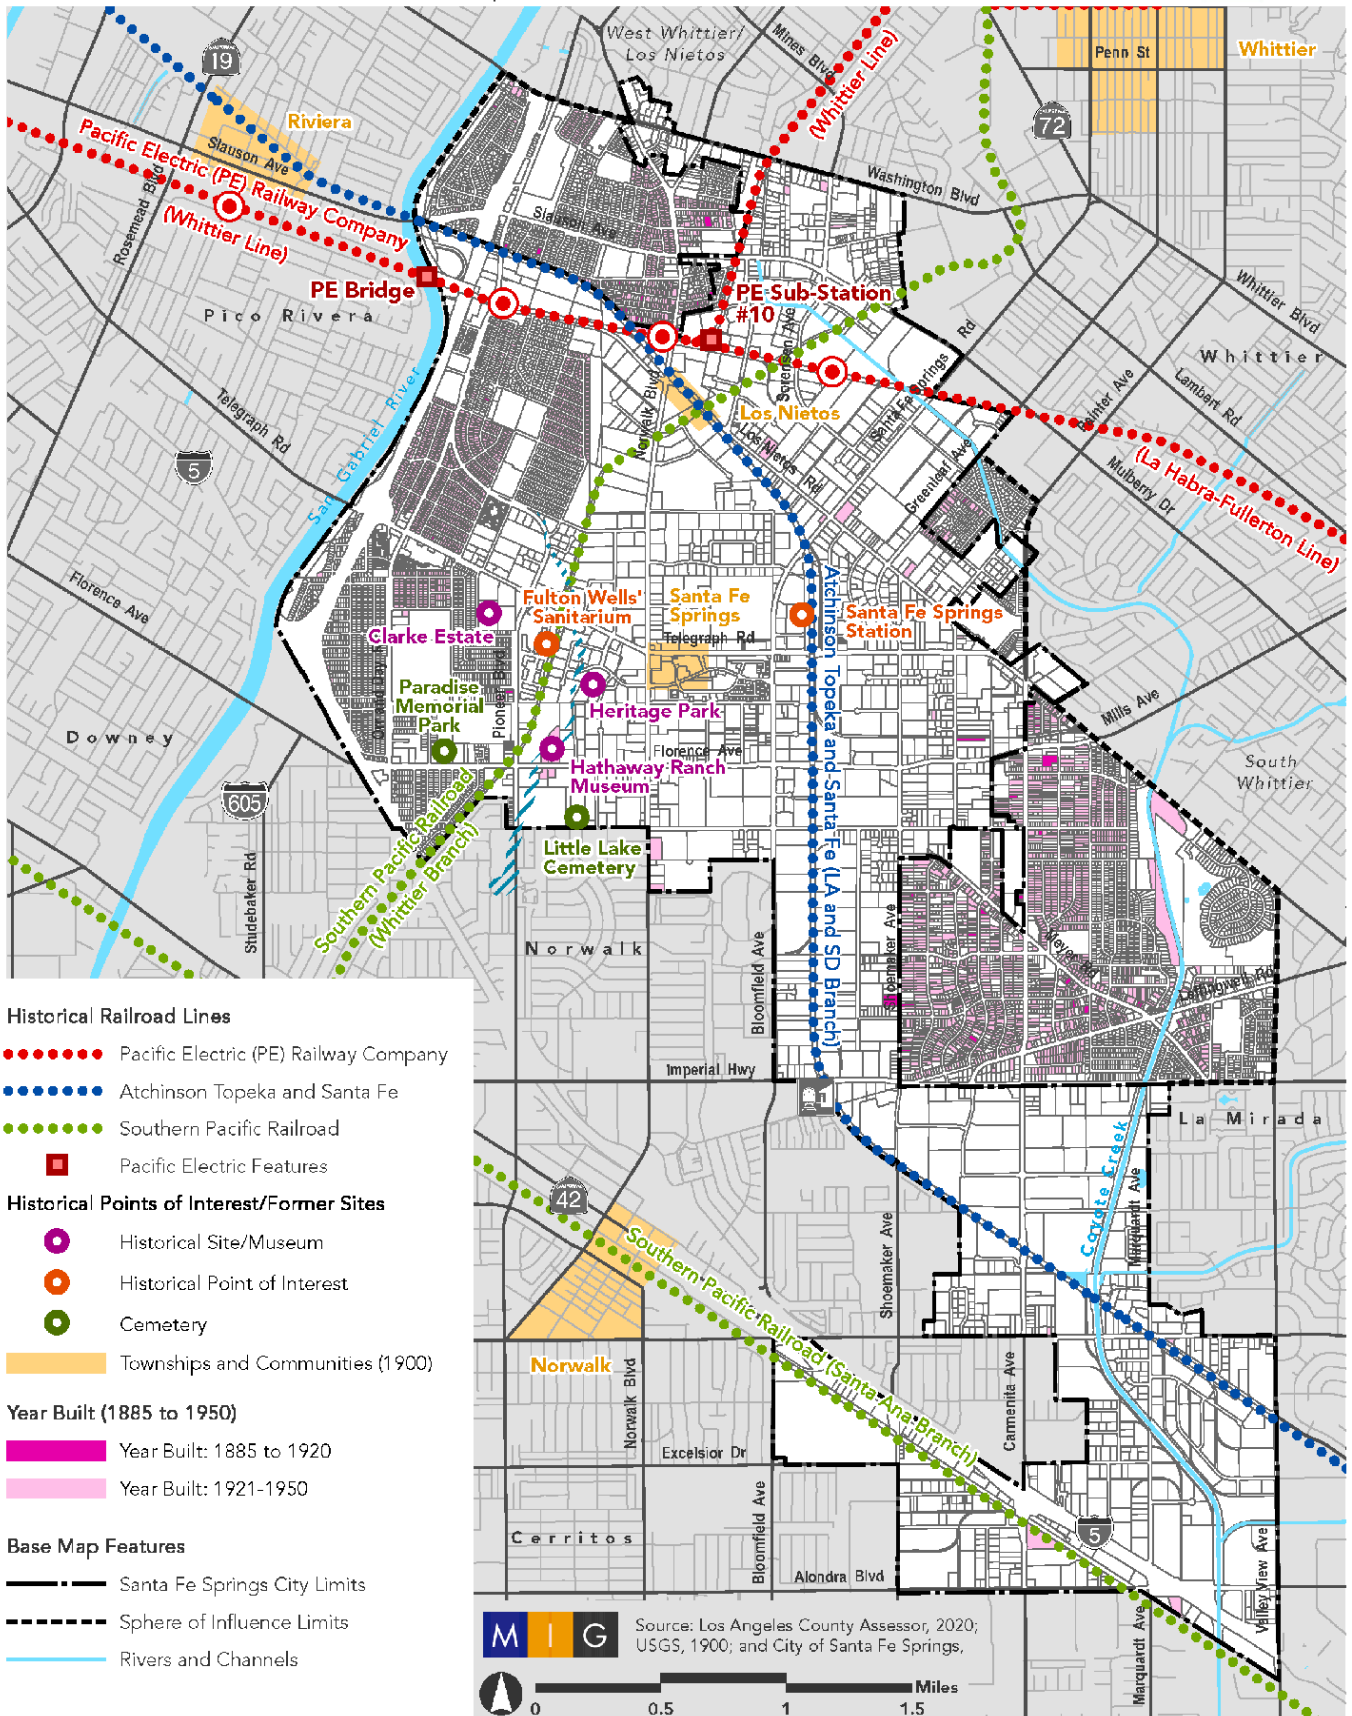 West Whittier/
Los Nietos
Mines Blvd
Penn St
Whittier
19
(Whittier Line)
72
Riviera
Slauson Ave
Pacific Electric (PE) Railway Company
(Whittier Line)
Rosemead Blvd
Washington Blvd
Slauson Ave
PE Bridge
Pico Rivera
PE Sub-Station
#10
Sorensen Ave
Whittier Blvd
Whittier
Santa Fe Springs Rd
Painter Ave
Lambert Rd
Norwalk Blvd
Los Nietos
Los Nietos Rd
Telegraph Rd
San Gabriel River
5
Greenleaf Ave
Mulberry Dr
(La Habra-Fullerton Line)
Florence Ave
Fulton Wells'
Sanitarium
Santa Fe
Springs
Clarke Estate
Telegraph Rd
Santa Fe Springs
Station
Atchinson Topeka and Santa Fe (LA and SD Branch)
Paradise
Memorial
Park
Pioneer Blvd
Heritage Park
Mills Ave
Downey
Florence Ave
Hathaway Ranch
Museum
South
Whittier
605
Little Lake
Cemetery
Southern Pacific Railroad
(Whittier Branch)
Studebaker Rd
Norwalk
Bloomfield Ave
Shoemaker Ave
Meyer Rd
Leffingwell Rd
Imperial Hwy
La Mirada
Coyote Creek
Marquardt Ave
42
Southern Pacific Railroad (Santa Ana Branch)
Shoemaker Ave
Norwalk
Norwalk Blvd
Carmenita Ave
Excelsior Dr
Cerritos
Bloomfield Ave
Alondra Blvd
5
Valley View Ave
Marquardt Ave
Historical Railroad Lines
Pacific Electric (PE) Railway Company
Atchinson Topeka and Santa Fe
Southern Pacific Railroad
Pacific Electric Features
Historical Points of Interest/Former Sites
Historical Site/Museum
Historical Point of Interest
Cemetery
Townships and Communities (1900)
Year Built (1885 to 1950)
Year Built: 1885 to 1920
Year Built: 1921-1950
Base Map Features
Santa Fe Springs City Limits
Sphere of Influence Limits
Rivers and Channels
M I G
Source: Los Angeles County Assessor, 2020;
USGS, 1900; and City of Santa Fe Springs,
Miles
0 0.5 1 1.5